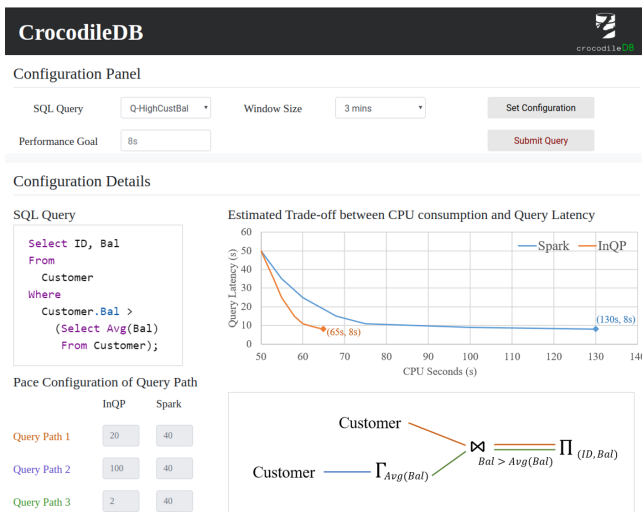 CrocodileDB
crocodileDB
Configuration Panel
SQL Query Q-HighCustBal Window Size 3 mins Set Configuration
Performance Goal 8s Submit Query
Configuration Details
SQL Query
Select ID, Bal
From
Customer
Where
Customer.Bal >
(Select Avg(Bal)
From Customer);
Estimated Trade-off between CPU consumption and Query Latency
Query Latency (s)
60
50
40
30
20
10
0
Spark InQP
(65s, 8s)
(130s, 8s)
50 60 70 80 90 100 110 120 130 140
CPU Seconds (s)
Pace Configuration of Query Path
InQP Spark
Query Path 1 20 40
Query Path 2 100 40
Query Path 3 2 40
Customer
⋈ Π (ID,Bal)
Bal > Avg(Bal)
Customer Γ Avg(Bal)